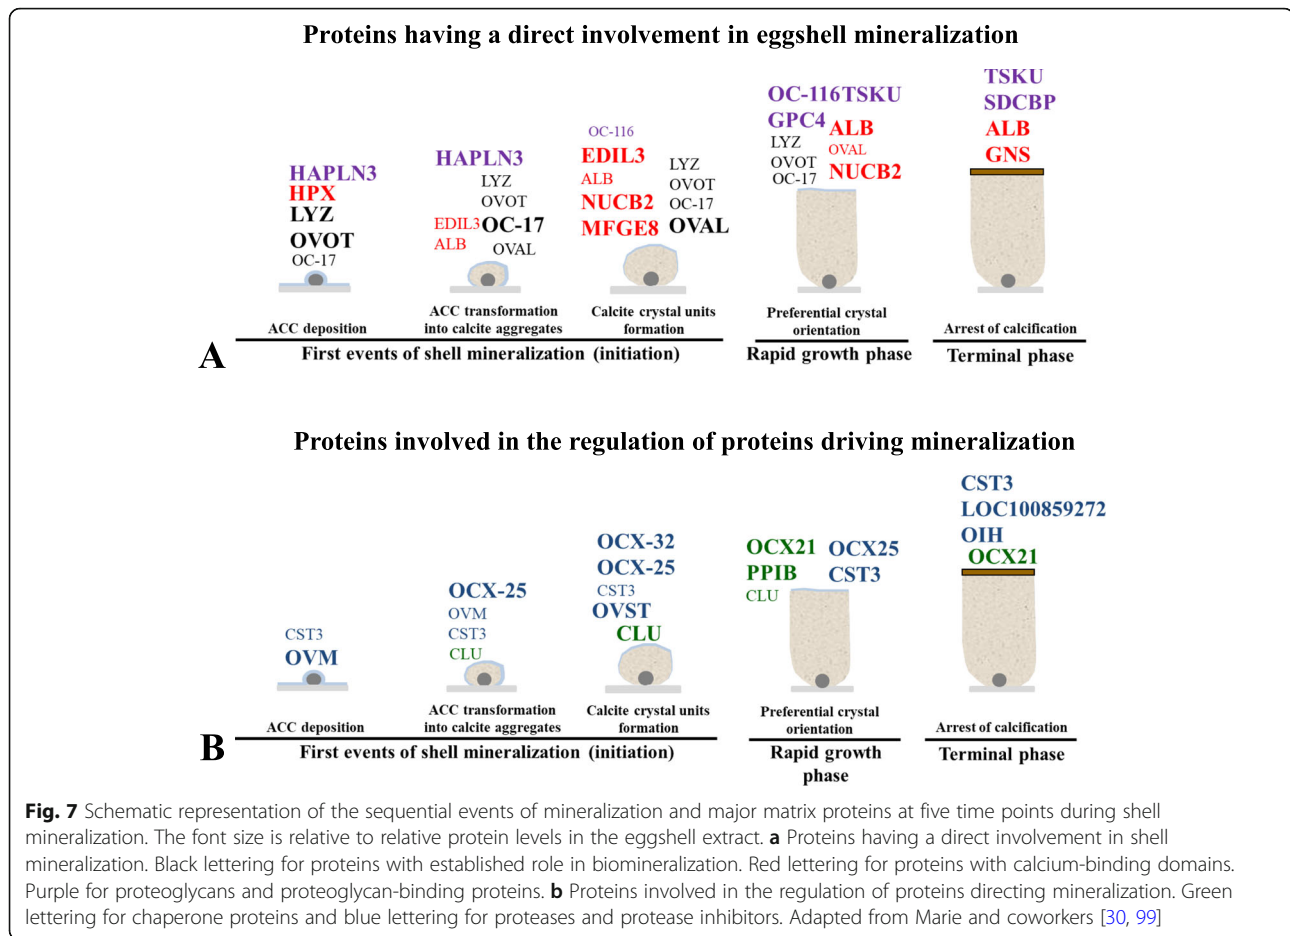 Proteins having a direct involvement in eggshell mineralization
HAPLN3
HPX
LYZ
OVOT
OC-17
ACC deposition
HAPLN3
LYZ
OVOT
EDIL3 OC-17
ALB OVAL
ACC transformation
into calcite aggregates
OC-116
EDIL3
ALB
NUCB2
MFGE8
LYZ
OVOT
OC-17
OVAL
Calcite crystal units
formation
First events of shell mineralization (initiation)
OC-116 TSKU
GPC4
LYZ
OVOT
OC-17
ALB
OVAL
NUCB2
Preferential crystal
orientation
Rapid growth phase
TSKU
SDCBP
ALB
GNS
Arrest of calcification
Terminal phase
A
Proteins involved in the regulation of proteins driving mineralization
CST3
OVM
ACC deposition
OCX-25
OVM
CST3
CLU
ACC transformation
into calcite aggregates
OCX-32
OCX-25
CST3
OVST
CLU
Calcite crystal units
formation
First events of shell mineralization (initiation)
OCX21
PPIB
CLU
OCX25
CST3
Preferential crystal
orientation
Rapid growth
phase
CST3
LOC100859272
OIH
OCX21
Arrest of calcification
Terminal phase
B
Fig. 7 Schematic representation of the sequential events of mineralization and major matrix proteins at five time points during shell
mineralization. The font size is relative to relative protein levels in the eggshell extract. a Proteins having a direct involvement in shell
mineralization. Black lettering for proteins with established role in biomineralization. Red lettering for proteins with calcium-binding domains.
Purple for proteoglycans and proteoglycan-binding proteins. b Proteins involved in the regulation of proteins directing mineralization. Green
lettering for chaperone proteins and blue lettering for proteases and protease inhibitors. Adapted from Marie and coworkers [30, 99]